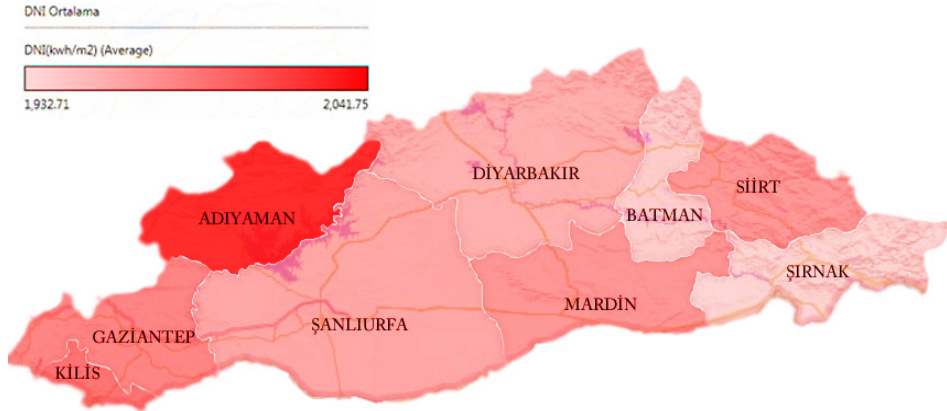 DNI Ortalama
DNI(kwh/m2) (Average)
1,932.71 2,041.75
DİYARBAKIR
SİİRT
ADIYAMAN
BATMAN
ŞIRNAK
MARDİN
ŞANLIURFA
GAZİANTEP
KİLİS